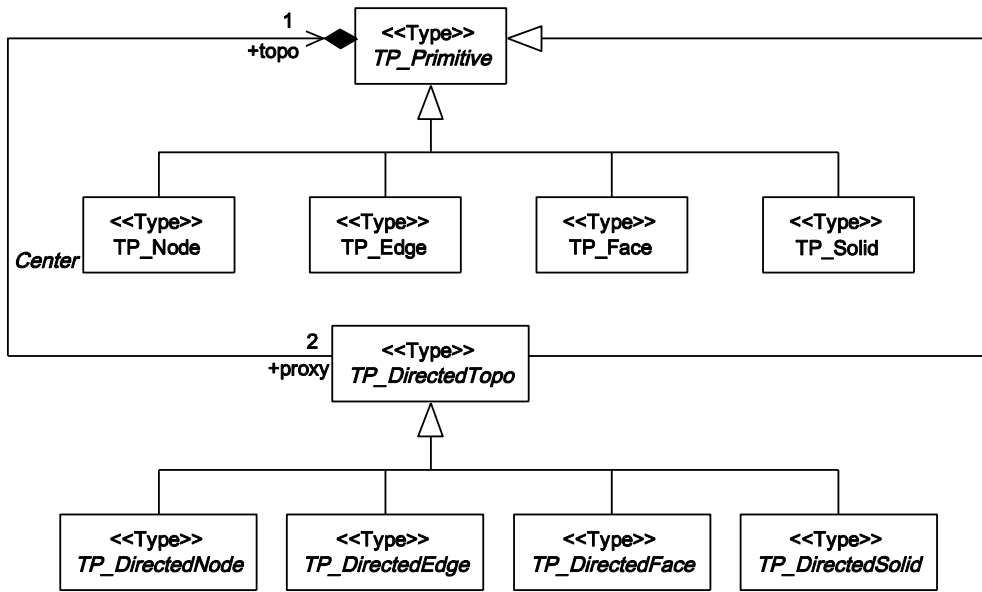 1
+topo
<<Type>>
TP_Primitive
<<Type>>
TP_Node
<<Type>>
TP_Edge
<<Type>>
TP_Face
<<Type>>
TP_Solid
Center
2
+proxy
<<Type>>
TP_DirectedTopo
<<Type>>
TP_DirectedNode
<<Type>>
TP_DirectedEdge
<<Type>>
TP_DirectedFace
<<Type>>
TP_DirectedSolid